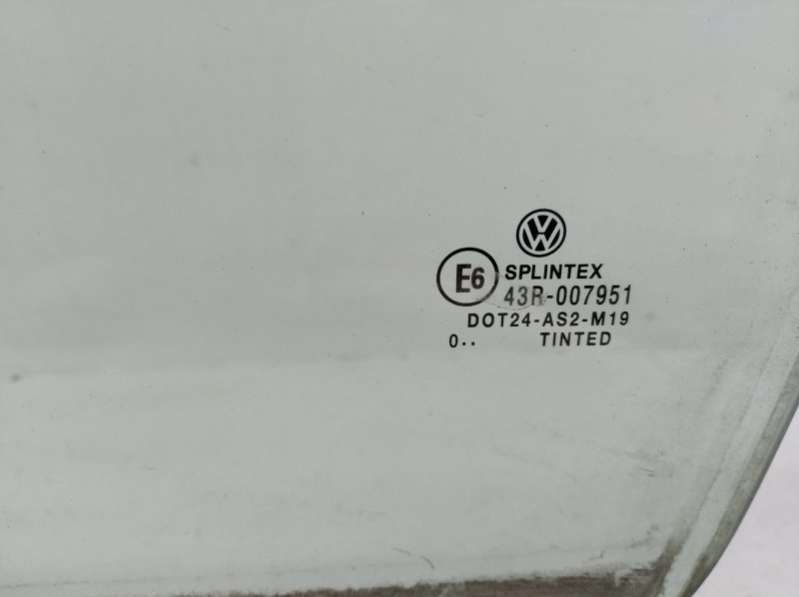 E6 SPLINTEX
43R-007951
DOT24-AS2-M19
0.. TINTED